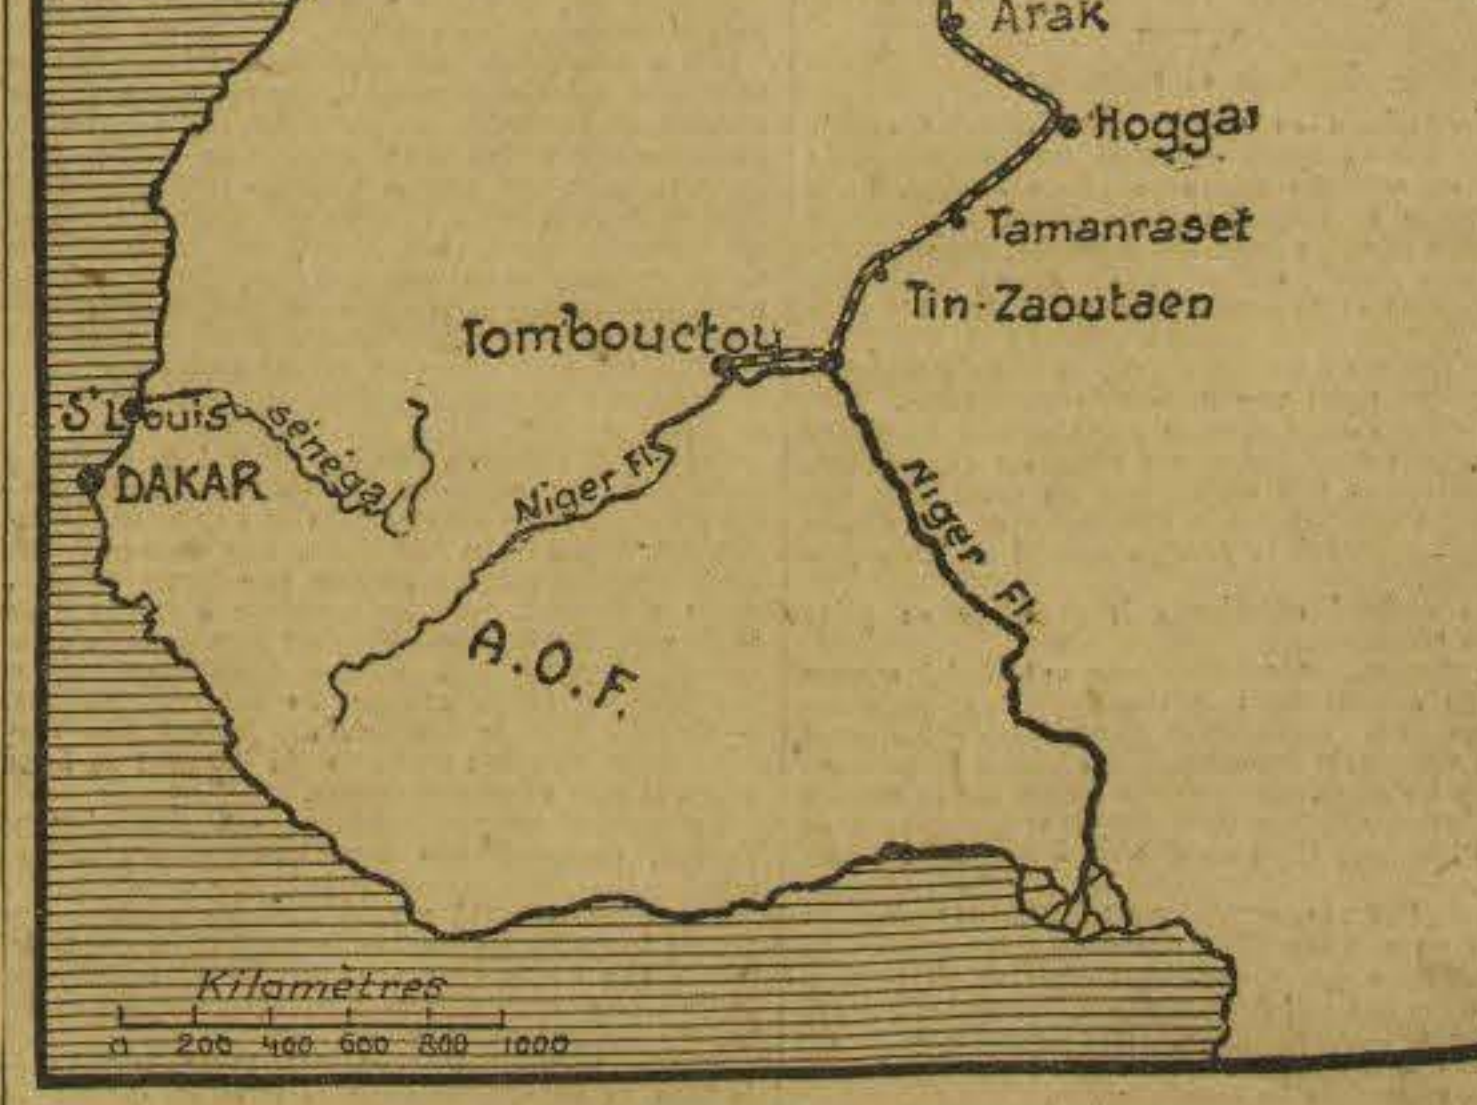 Arak
Hoggar
Tamanraset
Tin-Zaoutaen
Tombouctou
St Louis
Sénégal
DAKAR
Niger Fl.
Niger Fl.
A.O.F.
Kilomètres
0 200 400 600 800 1000